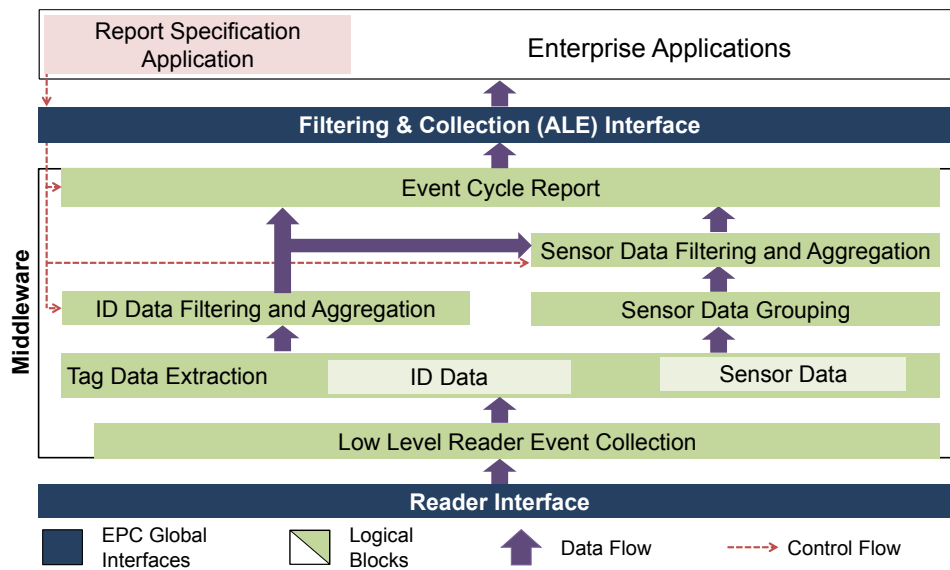 Report Specification
Application
Enterprise Applications
Filtering & Collection (ALE) Interface
Middleware
Event Cycle Report
Sensor Data Filtering and Aggregation
ID Data Filtering and Aggregation
Sensor Data Grouping
Tag Data Extraction
ID Data
Sensor Data
Low Level Reader Event Collection
Reader Interface
EPC Global
Interfaces
Logical
Blocks
Data Flow
Control Flow